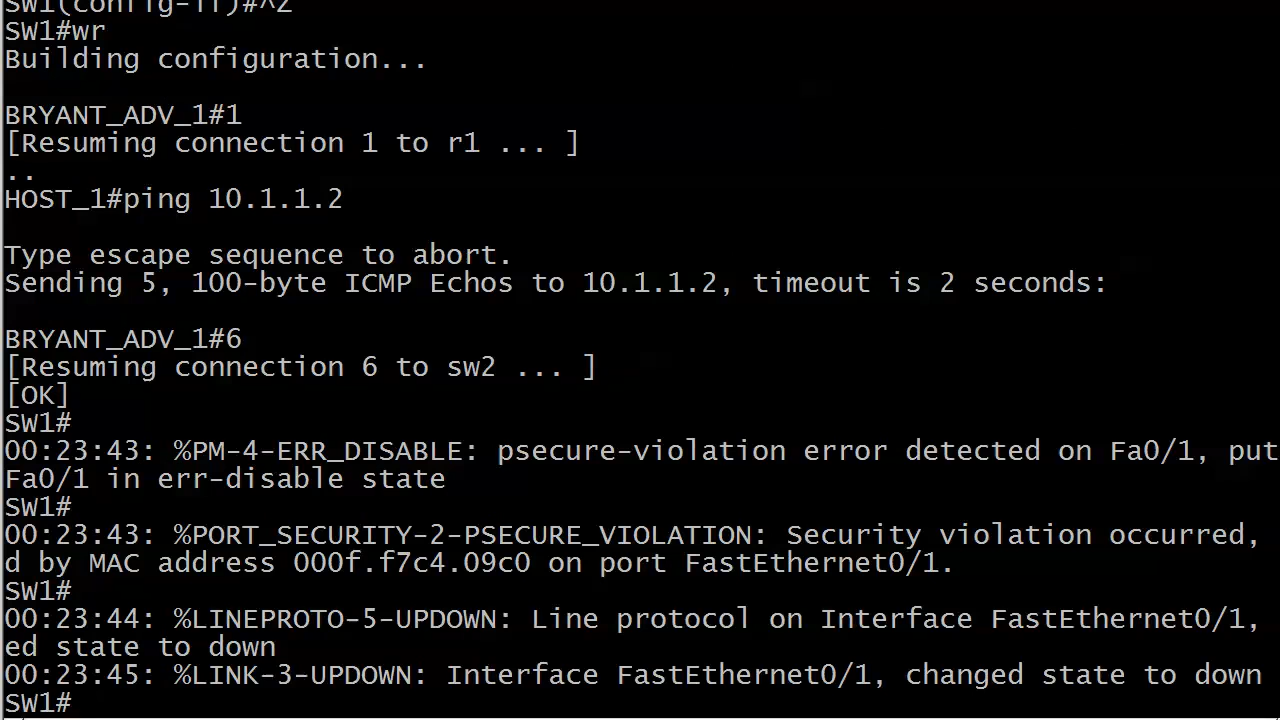 SW1(config-if)#^Z
SW1#wr
Building configuration...
BRYANT_ADV_1#1
[Resuming connection 1 to r1 ... ]
..
HOST_1#ping 10.1.1.2
Type escape sequence to abort.
Sending 5, 100-byte ICMP Echos to 10.1.1.2, timeout is 2 seconds:
BRYANT_ADV_1#6
[Resuming connection 6 to sw2 ... ]
[OK]
SW1#
00:23:43: %PM-4-ERR_DISABLE: psecure-violation error detected on Fa0/1, put
Fa0/1 in err-disable state
SW1#
00:23:43: %PORT_SECURITY-2-PSECURE_VIOLATION: Security violation occurred,
d by MAC address 000f.f7c4.09c0 on port FastEthernet0/1.
SW1#
00:23:44: %LINEPROTO-5-UPDOWN: Line protocol on Interface FastEthernet0/1,
ed state to down
00:23:45: %LINK-3-UPDOWN: Interface FastEthernet0/1, changed state to down
SW1#